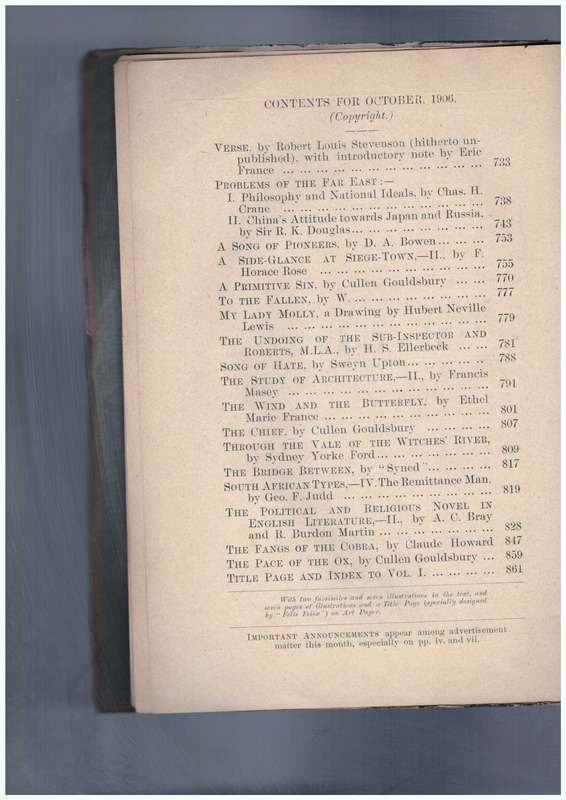 CONTENTS FOR OCTOBER, 1906.
(Copyright.)
VERSE, by Robert Louis Stevenson (hitherto un-
published), with introductory note by Eric
France ... ... ... ... ... ... ... ... ... ... 733
PROBLEMS OF THE FAR EAST:—
I. Philosophy and National Ideals, by Chas. H.
Crane ... ... ... ... ... ... ... ... ... ... 738
II. China's Attitude towards Japan and Russia,
by Sir R. K. Douglas... ... ... ... ... ... 743
A SONG OF PIONEERS, by D. A. Bowen... ... ... 753
A SIDE-GLANCE AT SIEGE-TOWN,—II., by F.
Horace Rose ... ... ... ... ... ... ... ... 755
A PRIMITIVE SIN, by Cullen Gouldsbury ... ... 770
TO THE FALLEN, by W. ... ... ... ... ... ... ... 777
MY LADY MOLLY, a Drawing by Hubert Neville
Lewis ... ... ... ... ... ... ... ... ... ... 779
THE UNDOING OF THE SUB-INSPECTOR AND
ROBERTS, M.L.A., by H. S. Ellerbeck ... ... 781
SONG OF HATE, by Sweyn Upton... ... ... ... .. 788
THE STUDY OF ARCHITECTURE,—II., by Francis
Masey ... ... ... ... ... ... ... ... ... ... 791
THE WIND AND THE BUTTERFLY, by Ethel
Marie France ... ... ... ... ... ... ... ... 801
THE CHIEF, by Cullen Gouldsbury ... ... ... ... 807
THROUGH THE VALE OF THE WITCHES' RIVER,
by Sydney Yorke Ford... ... ... ... ... ... 809
THE BRIDGE BETWEEN, by "Syned"... ... ... ... 817
SOUTH AFRICAN TYPES,—IV. The Remittance Man,
by Geo. F. Judd ... ... ... ... ... ... ... 819
THE POLITICAL AND RELIGIOUS NOVEL IN
ENGLISH LITERATURE,—II., by A. C. Bray
and R. Burdon Martin ... ... ... ... ... ... 828
THE FANGS OF THE COBRA, by Claude Howard 847
THE PACE OF THE OX, by Cullen Gouldsbury ... 859
TITLE PAGE AND INDEX TO VOL. I. ... ... ... ... 861
With two facsimiles and seven illustrations in the text, and
seven pages of illustrations and a Title Page (specially designed
by "Felix Felix") on Art Paper.
IMPORTANT ANNOUNCEMENTS appear among advertisement
matter this month, especially on pp. iv. and vii.